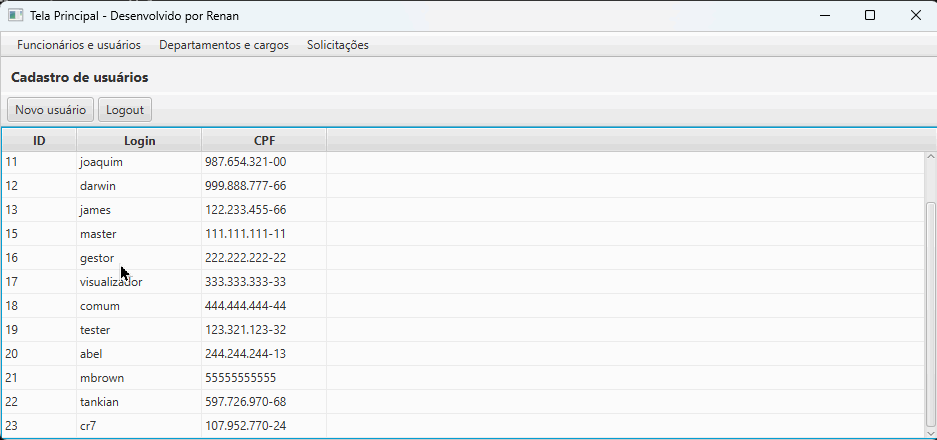 Tela Principal - Desenvolvido por Renan
Funcionários e usuários Departamentos e cargos Solicitações
Cadastro de usuários
Novo usuário Logout
ID Login CPF
11 joaquim 987.654.321-00
12 darwin 999.888.777-66
13 james 122.233.455-66
15 master 111.111.111-11
16 gestor 222.222.222-22
17 visualizador 333.333.333-33
18 comum 444.444.444-44
19 tester 123.321.123-32
20 abel 244.244.244-13
21 mbrown 55555555555
22 tankian 597.726.970-68
23 cr7 107.952.770-24